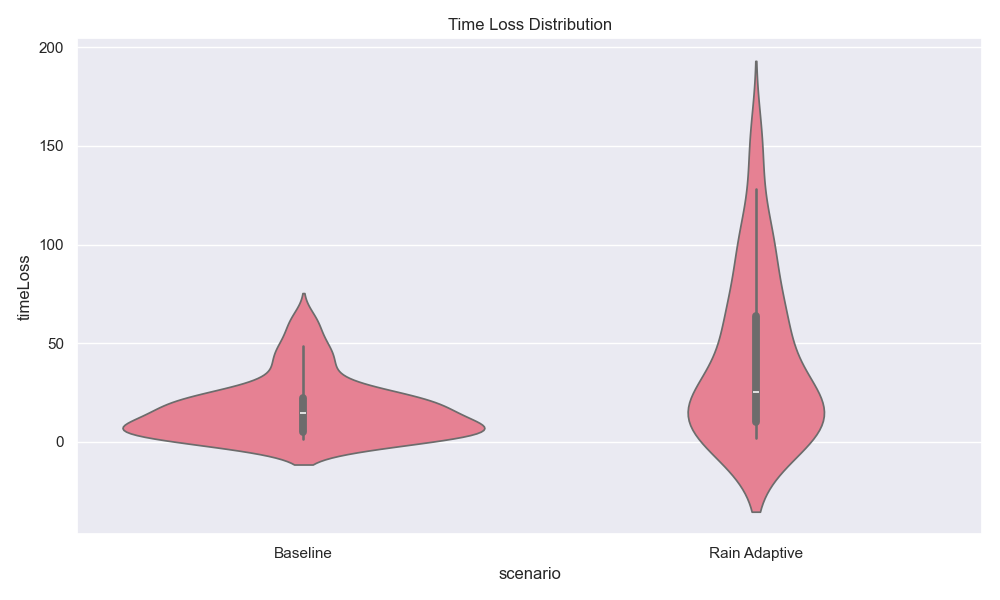 Time Loss Distribution
200
150
100
50
0
timeLoss
Baseline
Rain Adaptive
scenario